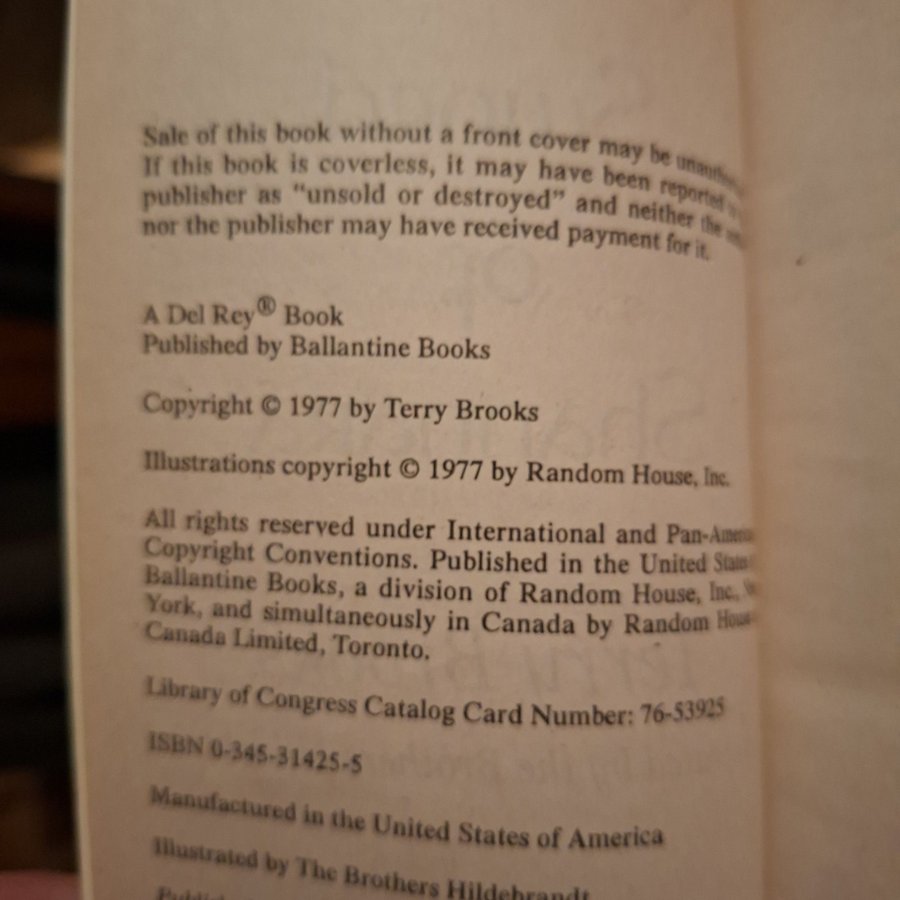 Sale of this book without a front cover may be
If this book is coverless, it may have been reported
publisher as "unsold or destroyed" and neither the
nor the publisher may have received payment for it.
A Del Rey® Book
Published by Ballantine Books
Copyright © 1977 by Terry Brooks
Illustrations copyright © 1977 by Random House, Inc.
All rights reserved under International and
Copyright Conventions. Published in the United States
Ballantine Books, a division of Random House, Inc.,
York, and simultaneously in Canada by Random House
Canada Limited, Toronto.
Library of Congress Catalog Card Number: 76-53925
ISBN 0-345-31425-5
Manufactured in the United States of America
Illustrated by The Brothers Hildebrandt